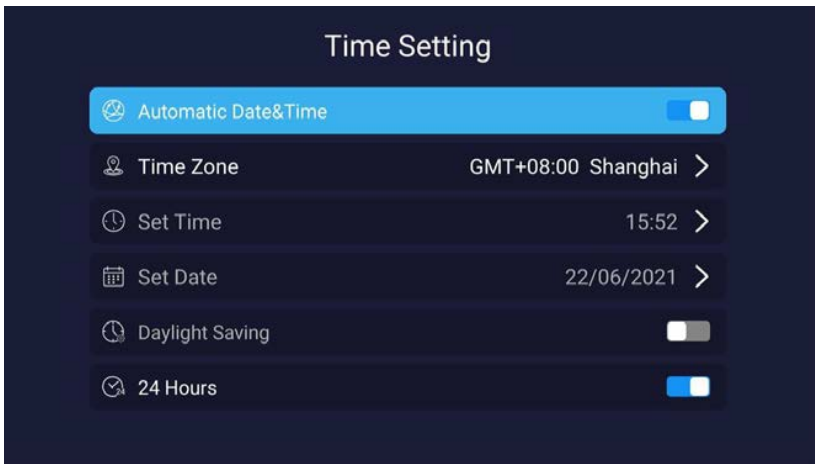 Time Setting
Automatic Date&Time
Time Zone GMT+08:00 Shanghai
Set Time 15:52
Set Date 22/06/2021
Daylight Saving
24 Hours